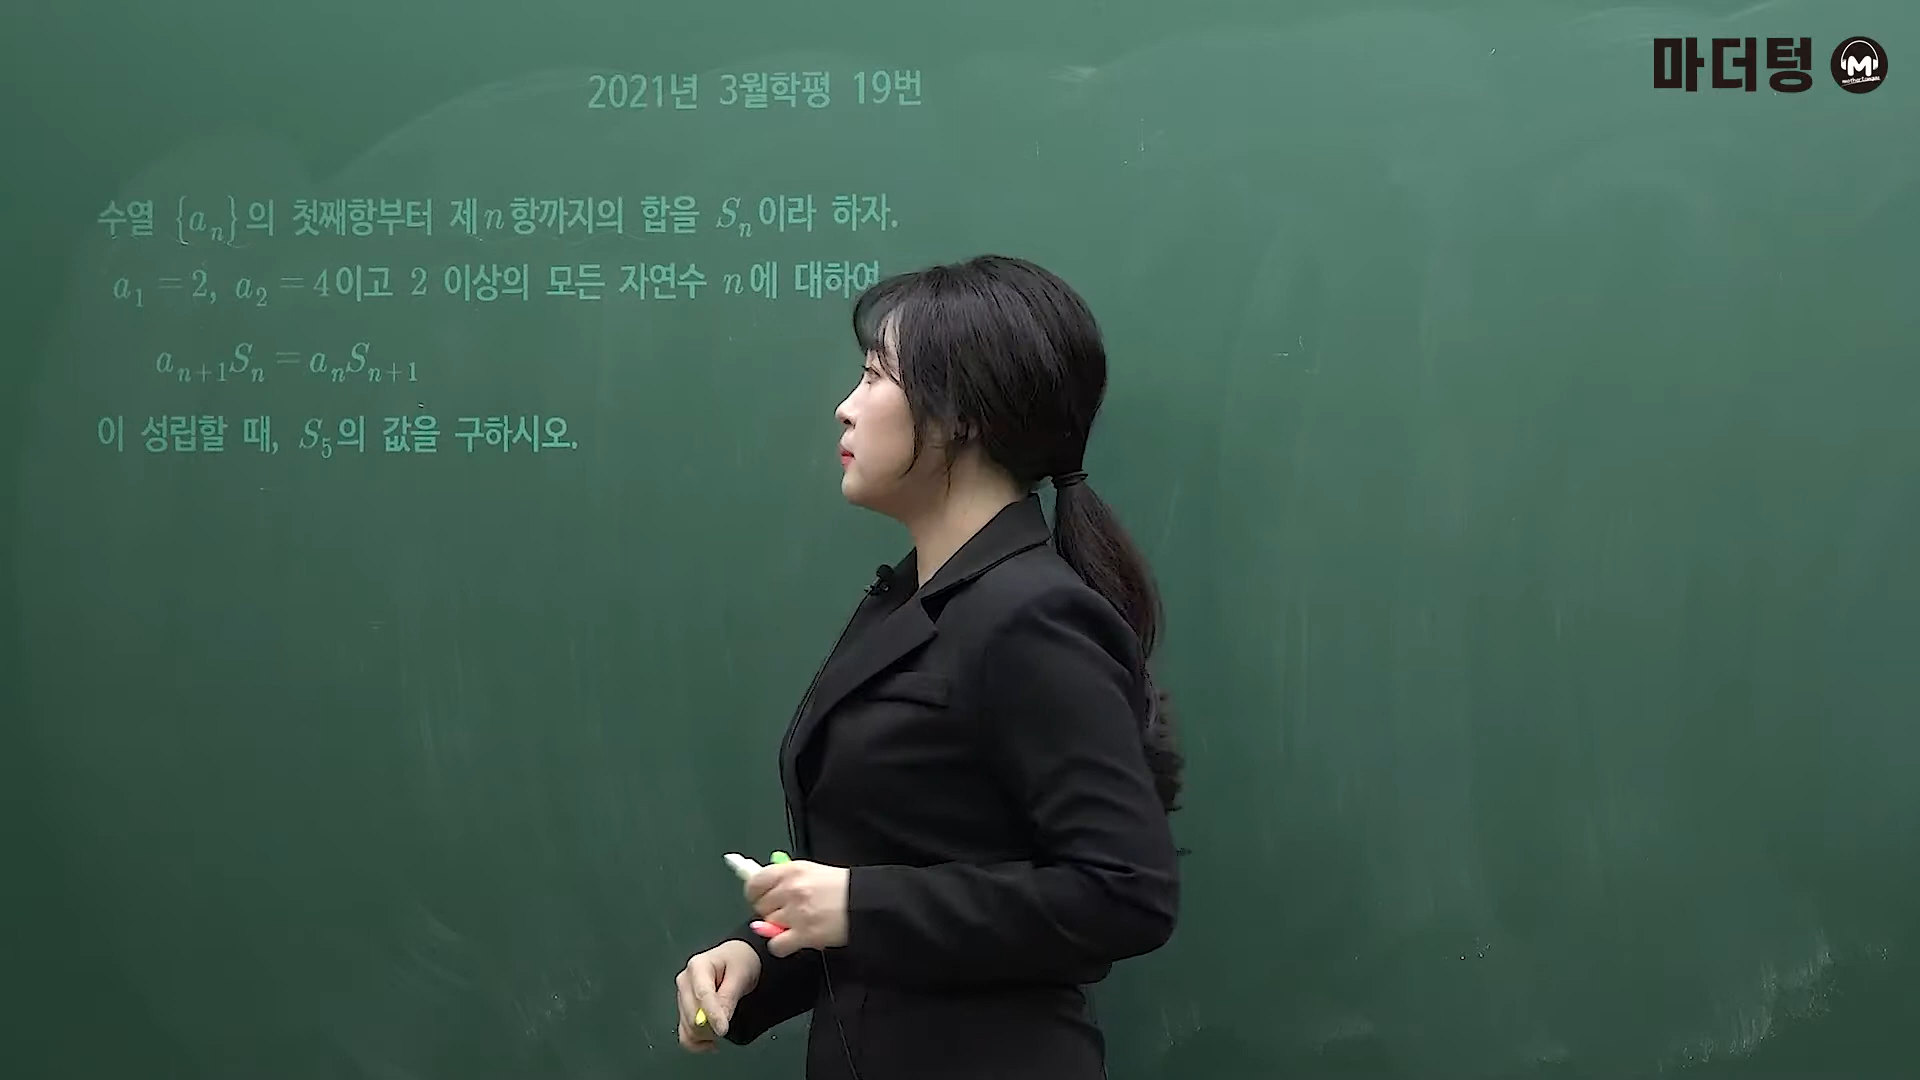 마더텅
2021년 3월학평 19번
수열 {aₙ}의 첫째항부터 제n항까지의 합을 Sₙ이라 하자.
a₁=2, a₂=4이고 2 이상의 모든 자연수 n에 대하여
aₙ₊₁Sₙ=aₙSₙ₊₁
이 성립할 때, S₅의 값을 구하시오.